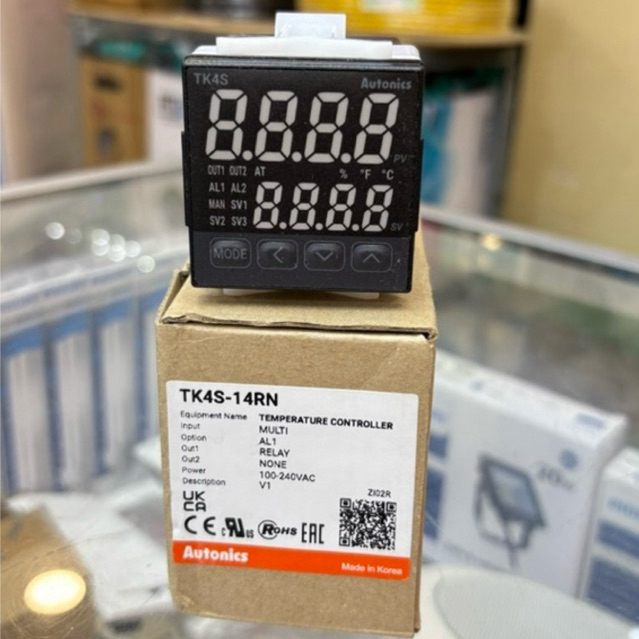 TK4S Autonics
8.8.8.8
PV
OUT1 OUT2 AT % °F °C
AL1 AL2
MAN SV1
SV2 SV3
8.8.8.8
SV
MODE
TK4S-14RN
Equipment Name TEMPERATURE CONTROLLER
Input MULTI
Option AL1
Out1 RELAY
Out2 NONE
Power 100-240VAC
Description V1
ZI02R
UK
CA
CE c UL us RoHS EAC
Autonics
Made in Korea